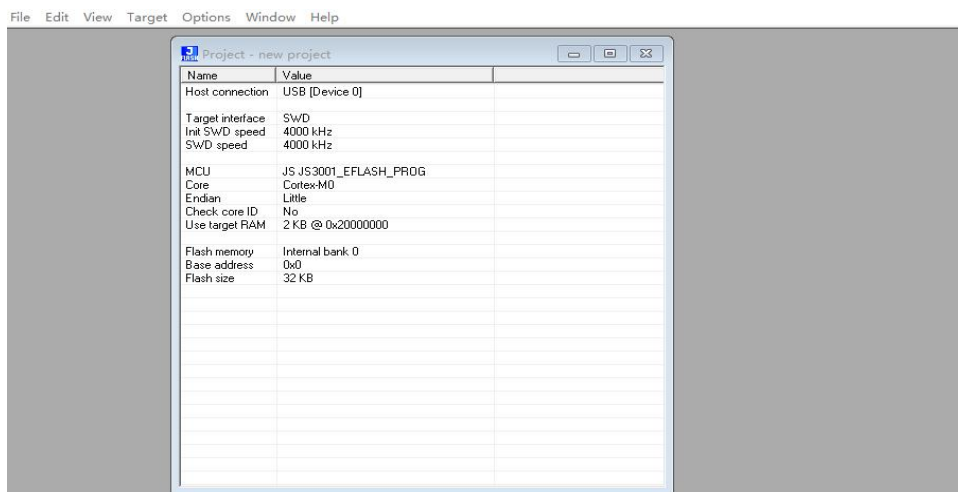 File Edit View Target Options Window Help
Project - new project
Name Value
Host connection USB [Device 0]
Target interface SWD
Init SWD speed 4000 kHz
SWD speed 4000 kHz
MCU JS JS3001_EFLASH_PROG
Core Cortex-M0
Endian Little
Check core ID No
Use target RAM 2 KB @ 0x20000000
Flash memory Internal bank 0
Base address 0x0
Flash size 32 KB